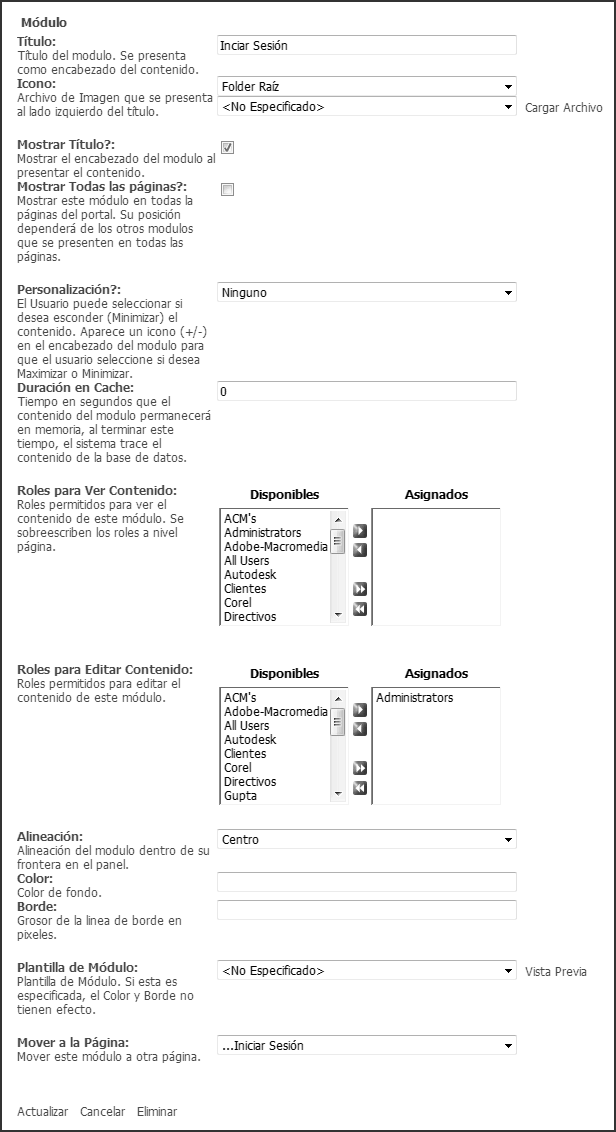 Módulo
Título:
Título del modulo. Se presenta
como encabezado del contenido.
Inciar Sesión
Icono:
Archivo de Imagen que se presenta
al lado izquierdo del título.
Folder Raíz
<No Especificado>
Cargar Archivo
Mostrar Título?:
Mostrar el encabezado del modulo al
presentar el contenido.
Mostrar Todas las páginas?:
Mostrar este módulo en todas la
páginas del portal. Su posición
dependerá de los otros modulos
que se presenten en todas las
páginas.
Personalización?:
El Usuario puede seleccionar si
desea esconder (Minimizar) el
contenido. Aparece un icono (+/-)
en el encabezado del modulo para
que el usuario seleccione si desea
Maximizar o Minimizar.
Ninguno
Duración en Cache:
Tiempo en segundos que el
contenido del modulo permanecerá
en memoria, al terminar este
tiempo, el sistema trace el
contenido de la base de datos.
0
Roles para Ver Contenido:
Roles permitidos para ver el
contenido de este módulo. Se
sobreescriben los roles a nivel
página.
Disponibles
ACM's
Administrators
Adobe-Macromedia
All Users
Autodesk
Clientes
Corel
Directivos
Asignados
Roles para Editar Contenido:
Roles permitidos para editar el
contenido de este módulo.
Disponibles
ACM's
Adobe-Macromedia
All Users
Autodesk
Clientes
Corel
Directivos
Gupta
Asignados
Administrators
Alineación:
Alineación del modulo dentro de su
frontera en el panel.
Centro
Color:
Color de fondo.
Borde:
Grosor de la linea de borde en
pixeles.
Plantilla de Módulo:
Plantilla de Módulo. Si esta es
especificada, el Color y Borde no
tienen efecto.
<No Especificado>
Vista Previa
Mover a la Página:
Mover este módulo a otra página.
...Iniciar Sesión
Actualizar Cancelar Eliminar